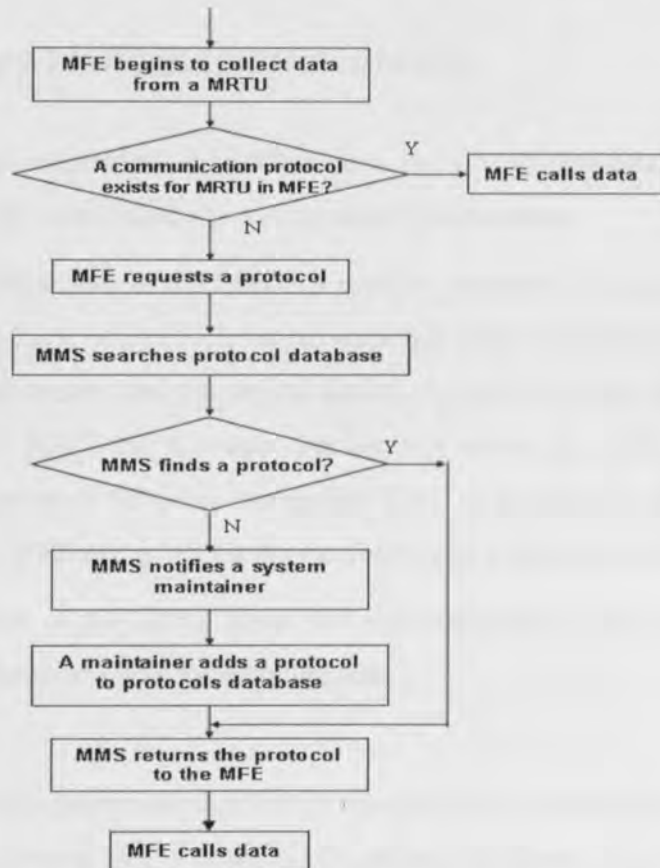 MFE begins to collect data
from a MRTU
A communication protocol
exists for MRTU in MFE?
Y
MFE calls data
N
MFE requests a protocol
MMS searches protocol database
MMS finds a protocol?
Y
N
MMS notifies a system
maintainer
A maintainer adds a protocol
to protocols database
MMS returns the protocol
to the MFE
MFE calls data